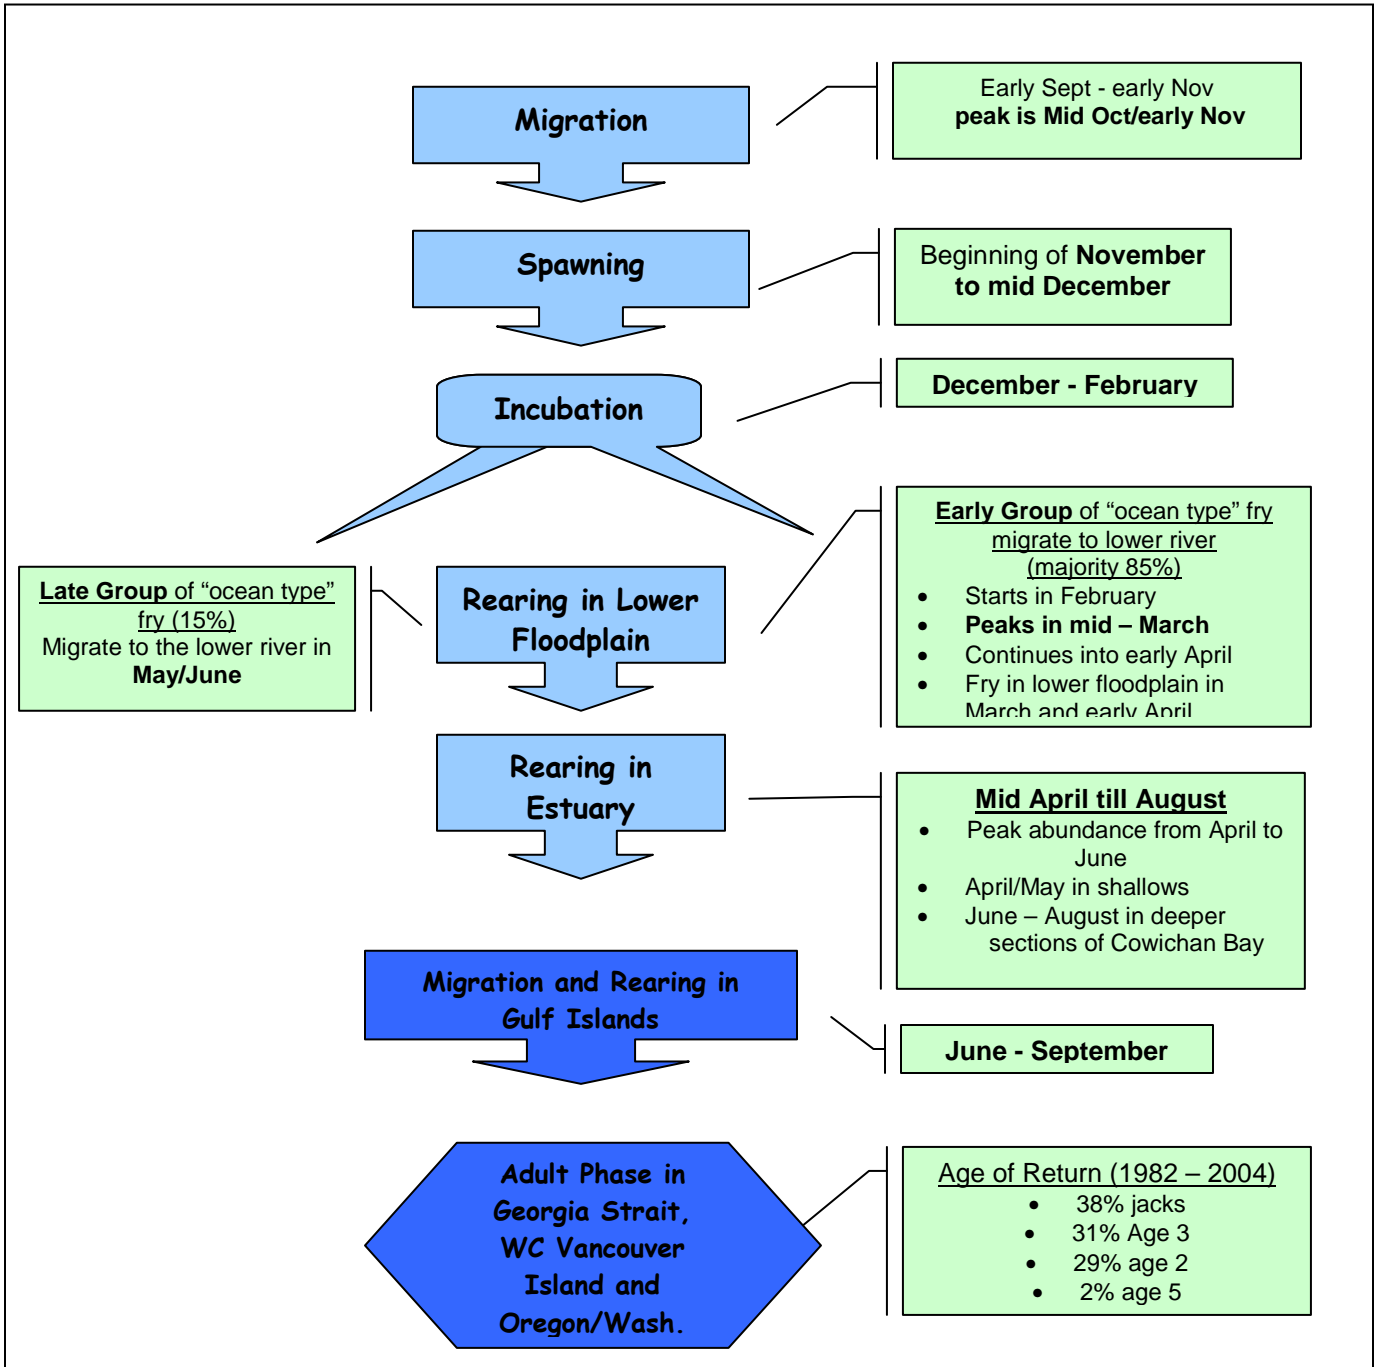 Migration
Early Sept - early Nov
peak is Mid Oct/early Nov
Spawning
Beginning of November
to mid December
Incubation
December - February
Early Group of “ocean type” fry
migrate to lower river
(majority 85%)
• Starts in February
• Peaks in mid – March
• Continues into early April
• Fry in lower floodplain in
March and early April
Late Group of “ocean type”
fry (15%)
Migrate to the lower river in
May/June
Rearing in Lower
Floodplain
Rearing in
Estuary
Mid April till August
• Peak abundance from April to
June
• April/May in shallows
• June – August in deeper
sections of Cowichan Bay
Migration and Rearing in
Gulf Islands
June - September
Adult Phase in
Georgia Strait,
WC Vancouver
Island and
Oregon/Wash.
Age of Return (1982 – 2004)
• 38% jacks
• 31% Age 3
• 29% age 2
• 2% age 5